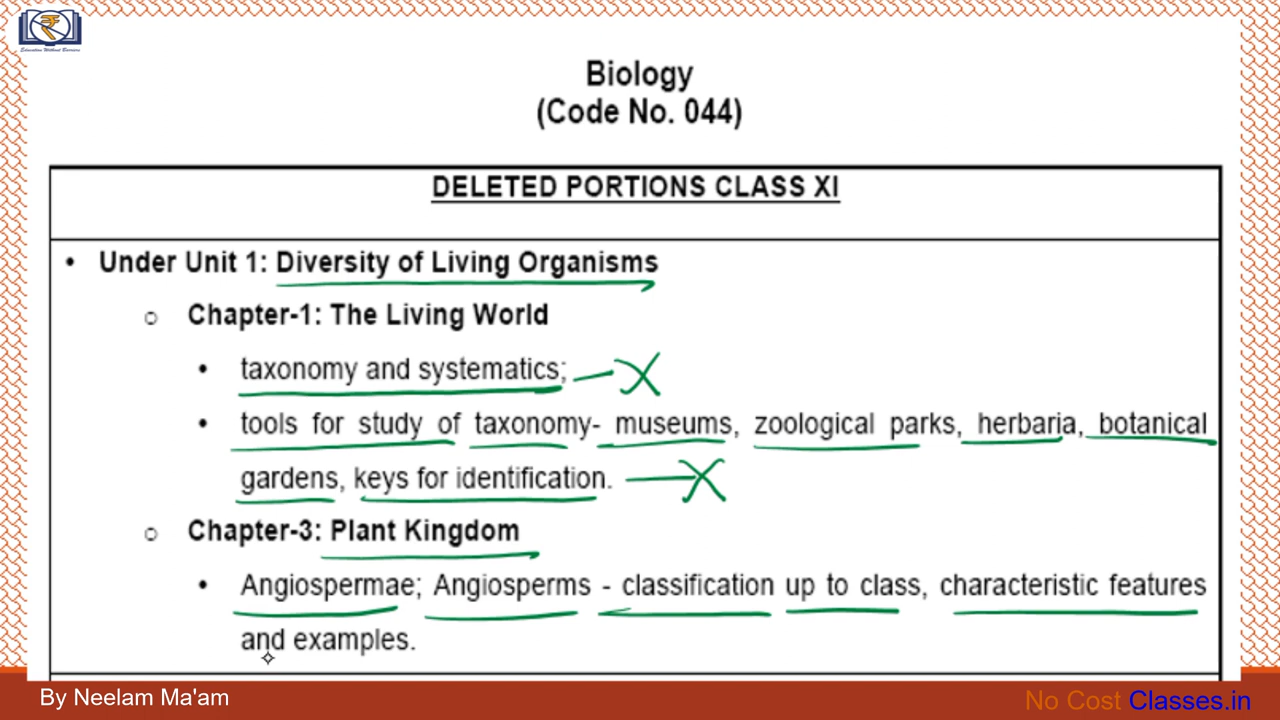 Education Without Barriers
Biology
(Code No. 044)
DELETED PORTIONS CLASS XI
• Under Unit 1: Diversity of Living Organisms
o Chapter-1: The Living World
• taxonomy and systematics;
• tools for study of taxonomy- museums, zoological parks, herbaria, botanical
gardens, keys for identification.
o Chapter-3: Plant Kingdom
• Angiospermae; Angiosperms - classification up to class, characteristic features
and examples.
By Neelam Ma'am
No Cost Classes.in